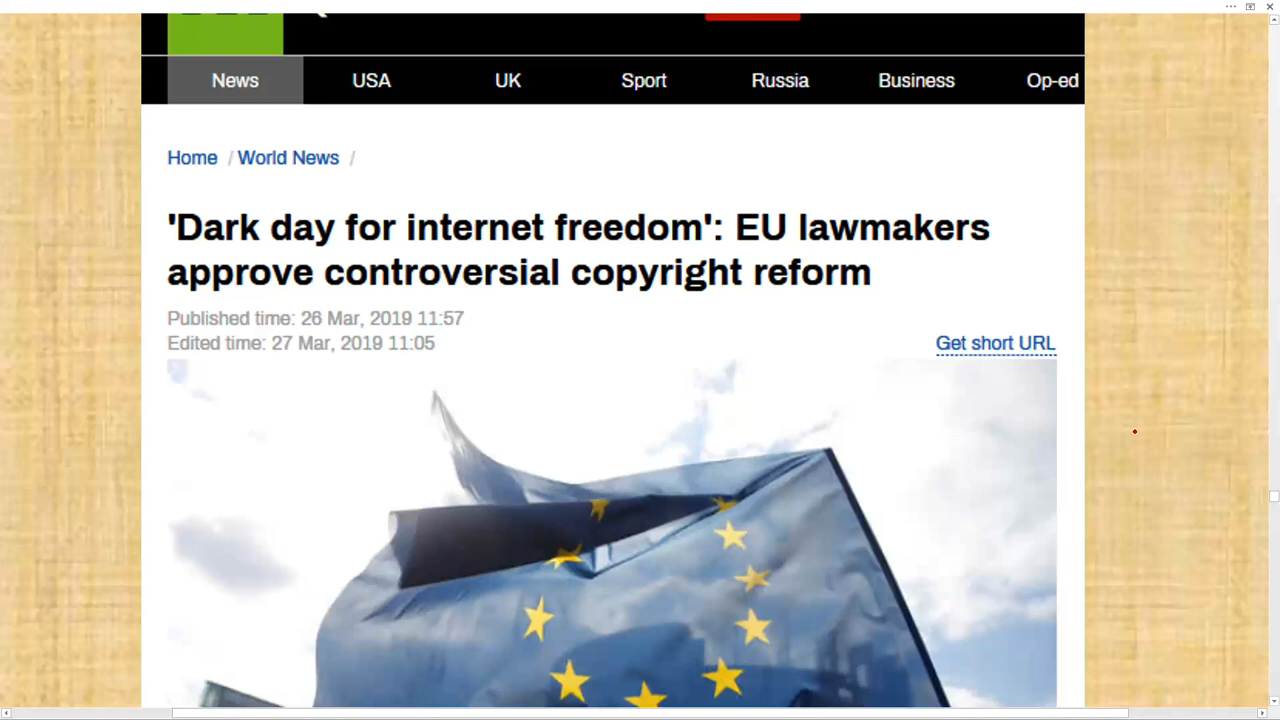 News USA UK Sport Russia Business Op-ed
Home / World News /
'Dark day for internet freedom': EU lawmakers
approve controversial copyright reform
Published time: 26 Mar, 2019 11:57
Edited time: 27 Mar, 2019 11:05
Get short URL